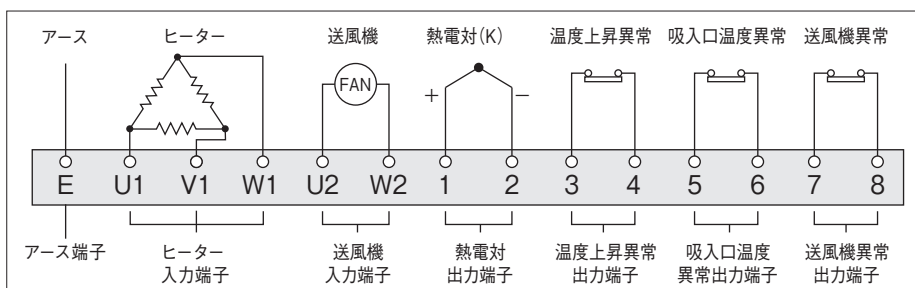 アース
ヒーター
送風機
熱電対(K)
温度上昇異常
吸入口温度異常
送風機異常
FAN
+
−
E
U1
V1
W1
U2
W2
1
2
3
4
5
6
7
8
アース端子
ヒーター
入力端子
送風機
入力端子
熱電対
出力端子
温度上昇異常
出力端子
吸入口温度
異常出力端子
送風機異常
出力端子